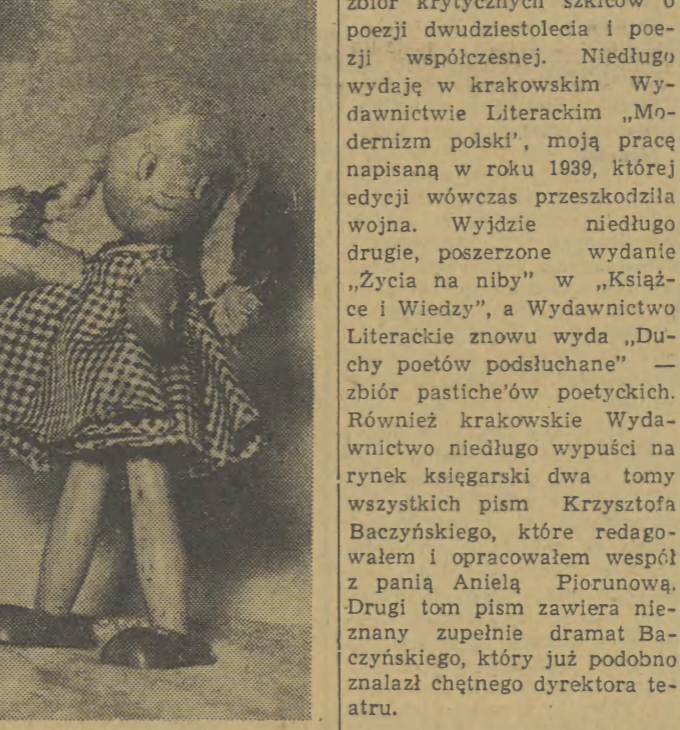 zbiór krytycznych szkiców o
poezji dwudziestolecia i poe-
zji współczesnej. Niedługo
wydaję w krakowskim Wy-
dawnictwie Literackim „Mo-
dernizm polski', moją pracę
napisaną w roku 1939, której
edycji wówczas przeszkodziła
wojna. Wyjdzie niedługo
drugie, poszerzone wydanie
„Życia na niby” w „Książ-
ce i Wiedzy”, a Wydawnictwo
Literackie znowu wyda „Du-
chy poetów podsłuchane” —
zbiór pastiche'ów poetyckich.
Również krakowskie Wyda-
wnictwo niedługo wypuści na
rynek księgarski dwa tomy
wszystkich pism Krzysztofa
Baczyńskiego, które redago-
wałem i opracowałem wespół
z panią Anielą Piorunową.
Drugi tom pism zawiera nie-
znany zupełnie dramat Ba-
czyńskiego, który już podobno
znalazł chętnego dyrektora te-
atru.